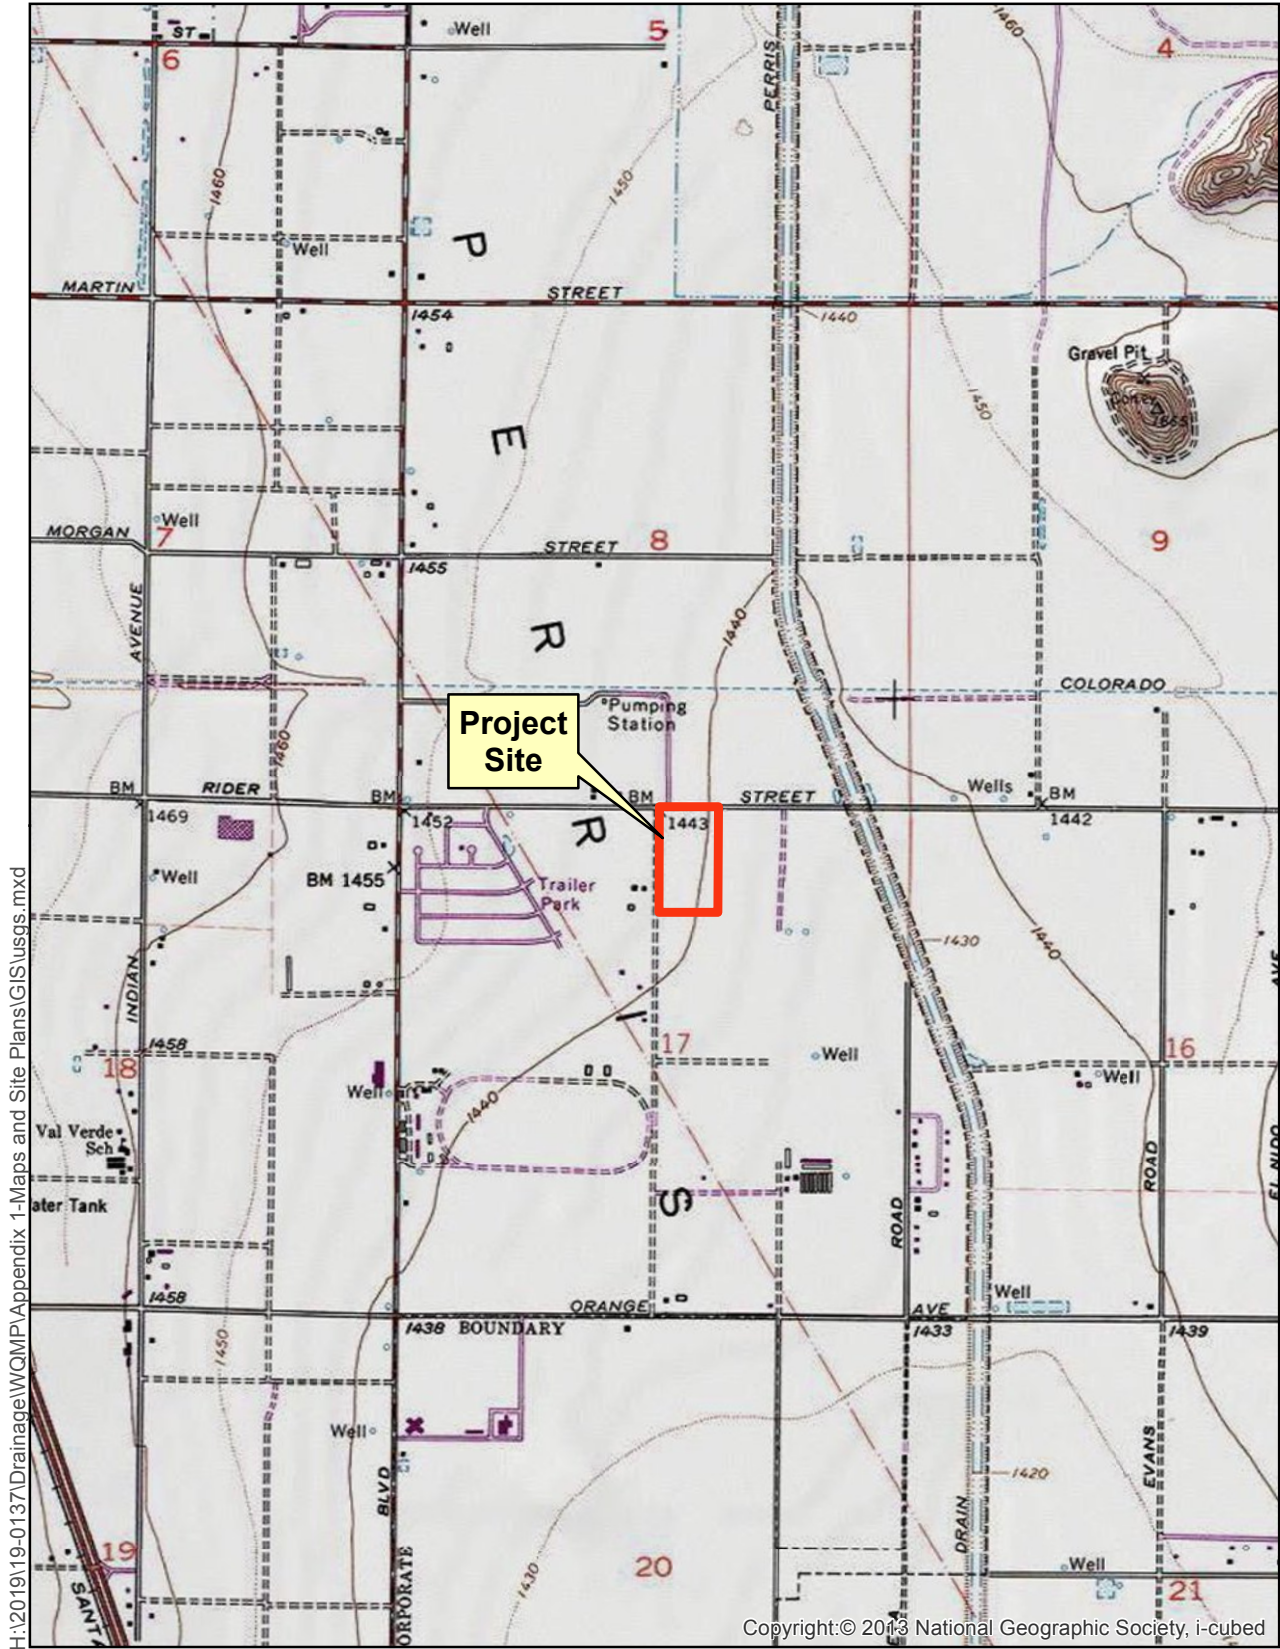 ST
Well
5
6
PERRIS
1460
4
1460
1450
Well
P
MARTIN
STREET
1454
1440
Gravel Pit
1450
E
Well
7
MORGAN
STREET
8
9
1455
AVENUE
R
1440
COLORADO
Pumping
Station
Project
Site
1460
Wells
BM
RIDER
BM
BM
STREET
BM
1469
1452
R
1443
1442
Well
BM 1455
Trailer
Park
1430
1440
INDIAN
AVE
I
1458
17
16
18
Well
Well
Well
1440
Val Verde
Sch
ater Tank
S
ROAD
ROAD
EL NIDO
Well
1458
ORANGE
AVE
1438
BOUNDARY
1433
1439
1450
Well
BLVD
EVANS
1420
DRAIN
19
1430
20
Well
21
SANTA
ORPORATE
Copyright:© 2013 National Geographic Society, i-cubed
H:\2019\19-0137\Drainage\WQMP\Appendix 1-Maps and Site Plans\GIS\usgs.mxd